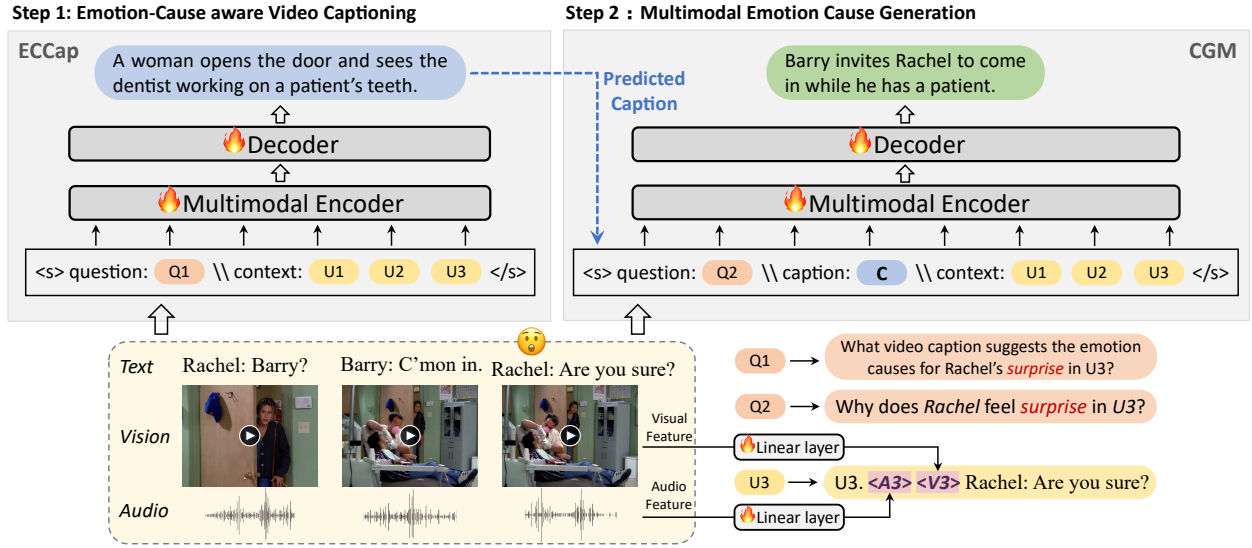 Step 1: Emotion-Cause aware Video Captioning
ECCap
A woman opens the door and sees the
dentist working on a patient's teeth.
Decoder
Multimodal Encoder
<s> question: Q1 \\ context: U1 U2 U3 </s>
Predicted
Caption
Step 2 : Multimodal Emotion Cause Generation
CGM
Barry invites Rachel to come
in while he has a patient.
Decoder
Multimodal Encoder
<s> question: Q2 \\ caption: C \\ context: U1 U2 U3 </s>
Text
Rachel: Barry?
Barry: C'mon in.
Rachel: Are you sure?
Vision
Audio
Visual
Feature
Audio
Feature
Linear layer
Linear layer
Q1
What video caption suggests the emotion
causes for Rachel's surprise in U3?
Q2
Why does Rachel feel surprise in U3?
U3
U3. <A3> <V3> Rachel: Are you sure?